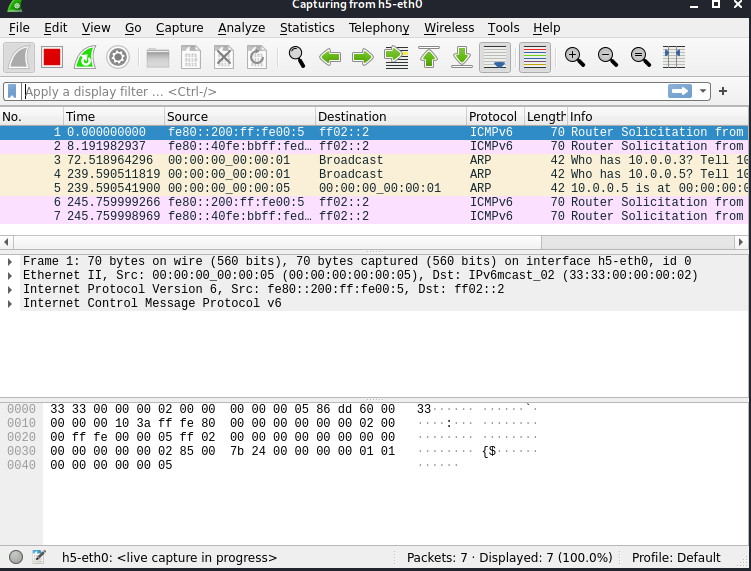 Capturing from h5-eth0
File Edit View Go Capture Analyze Statistics Telephony Wireless Tools Help
Apply a display filter … <Ctrl-/>
No. Time Source Destination Protocol Length Info
1 0.000000000 fe80::200:ff:fe00:5 ff02::2 ICMPv6 70 Router Solicitation from
2 8.191982937 fe80::40fe:bbff:fed… ff02::2 ICMPv6 70 Router Solicitation from
3 72.518964296 00:00:00_00:00:01 Broadcast ARP 42 Who has 10.0.0.3? Tell 10
4 239.590511819 00:00:00_00:00:01 Broadcast ARP 42 Who has 10.0.0.5? Tell 10
5 239.590541900 00:00:00_00:00:05 00:00:00_00:00:01 ARP 42 10.0.0.5 is at 00:00:00:0
6 245.759999266 fe80::200:ff:fe00:5 ff02::2 ICMPv6 70 Router Solicitation from
7 245.759998969 fe80::40fe:bbff:fed… ff02::2 ICMPv6 70 Router Solicitation from
Frame 1: 70 bytes on wire (560 bits), 70 bytes captured (560 bits) on interface h5-eth0, id 0
Ethernet II, Src: 00:00:00_00:00:05 (00:00:00:00:00:05), Dst: IPv6mcast_02 (33:33:00:00:00:02)
Internet Protocol Version 6, Src: fe80::200:ff:fe00:5, Dst: ff02::2
Internet Control Message Protocol v6
0000 33 33 00 00 00 02 00 00 00 00 00 05 86 dd 60 00 33······ ······`·
0010 00 00 00 10 3a ff fe 80 00 00 00 00 00 00 02 00 ····:··· ········
0020 00 ff fe 00 00 05 ff 02 00 00 00 00 00 00 00 00 ········ ········
0030 00 00 00 00 00 02 85 00 7b 24 00 00 00 00 01 01 ········ {$······
0040 00 00 00 00 00 05 ······
h5-eth0: <live capture in progress> Packets: 7 · Displayed: 7 (100.0%) Profile: Default